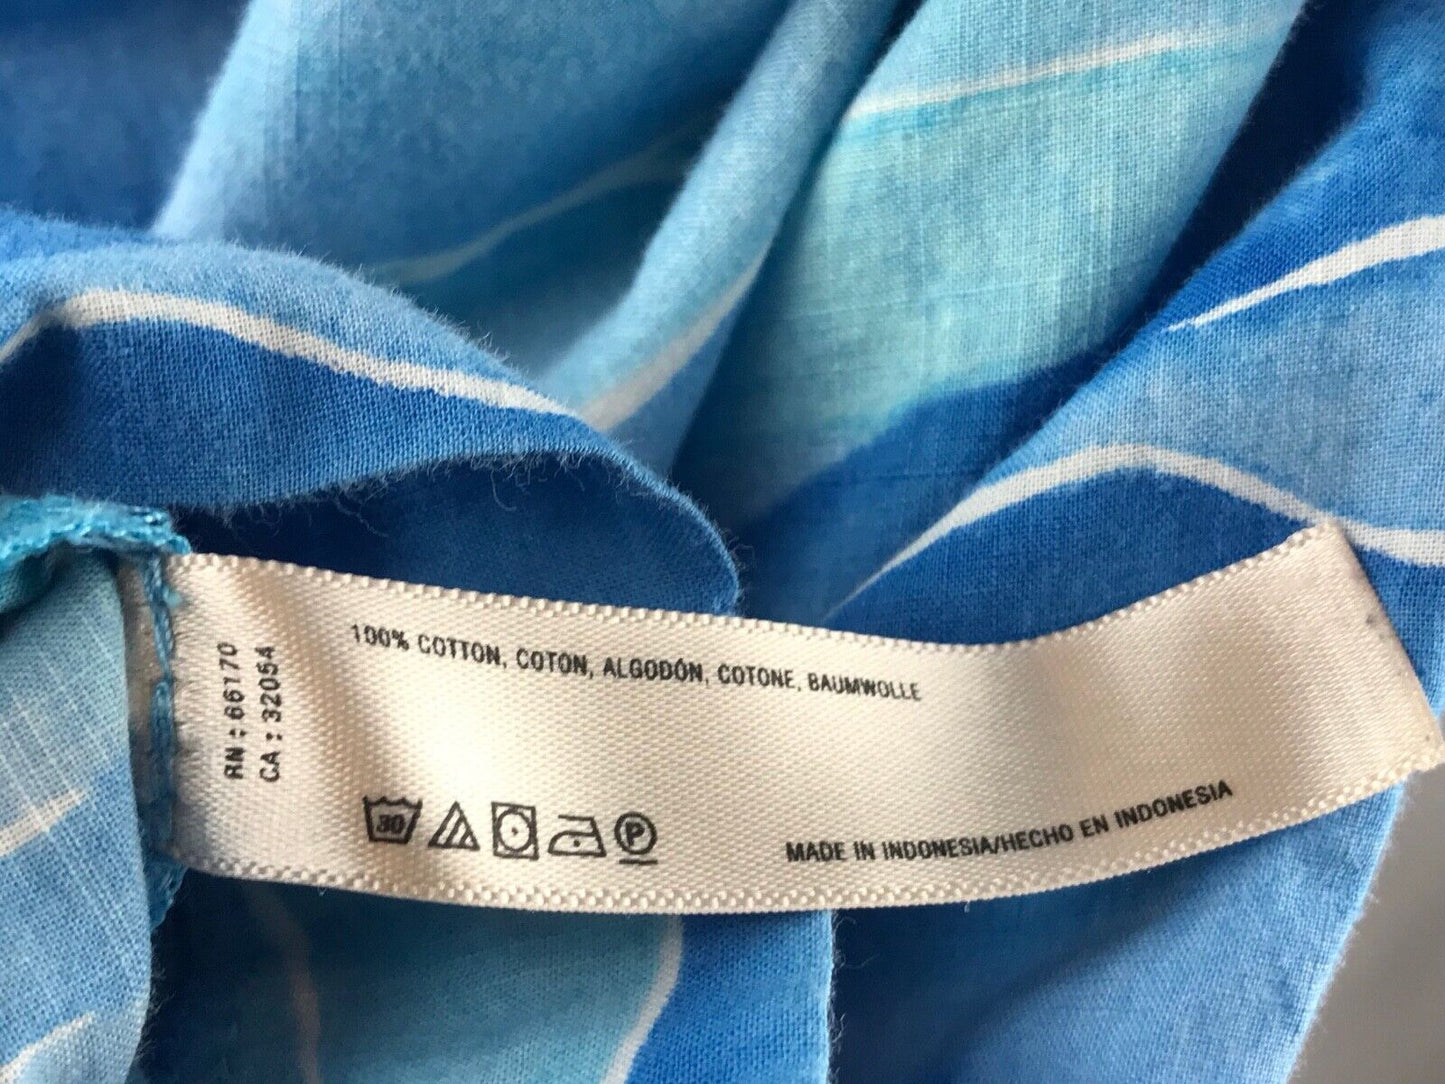 RN : 66170
CA : 32054
100% COTTON, COTON, ALGODÓN, COTONE, BAUMWOLLE
30 P
MADE IN INDONESIA/HECHO EN INDONESIA